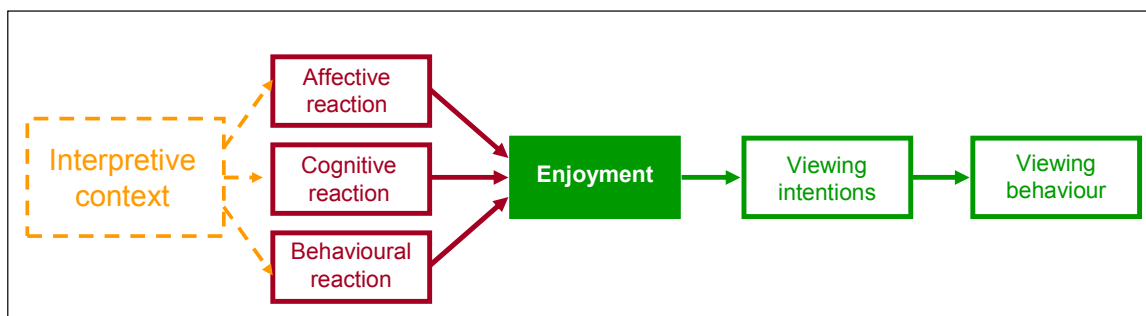 Interpretive
context
Affective
reaction
Cognitive
reaction
Behavioural
reaction
Enjoyment
Viewing
intentions
Viewing
behaviour